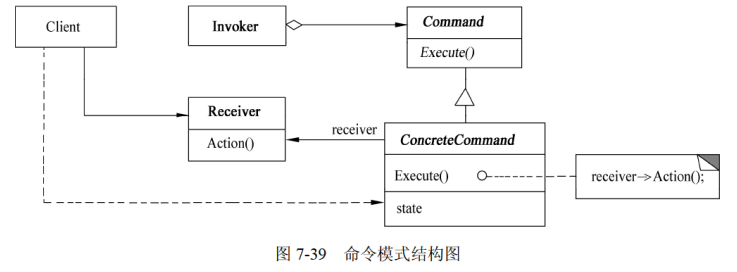 Client
Invoker
Command
Execute()
Receiver
Action()
receiver
ConcreteCommand
Execute()
receiver->Action();
state
图 7-39 命令模式结构图